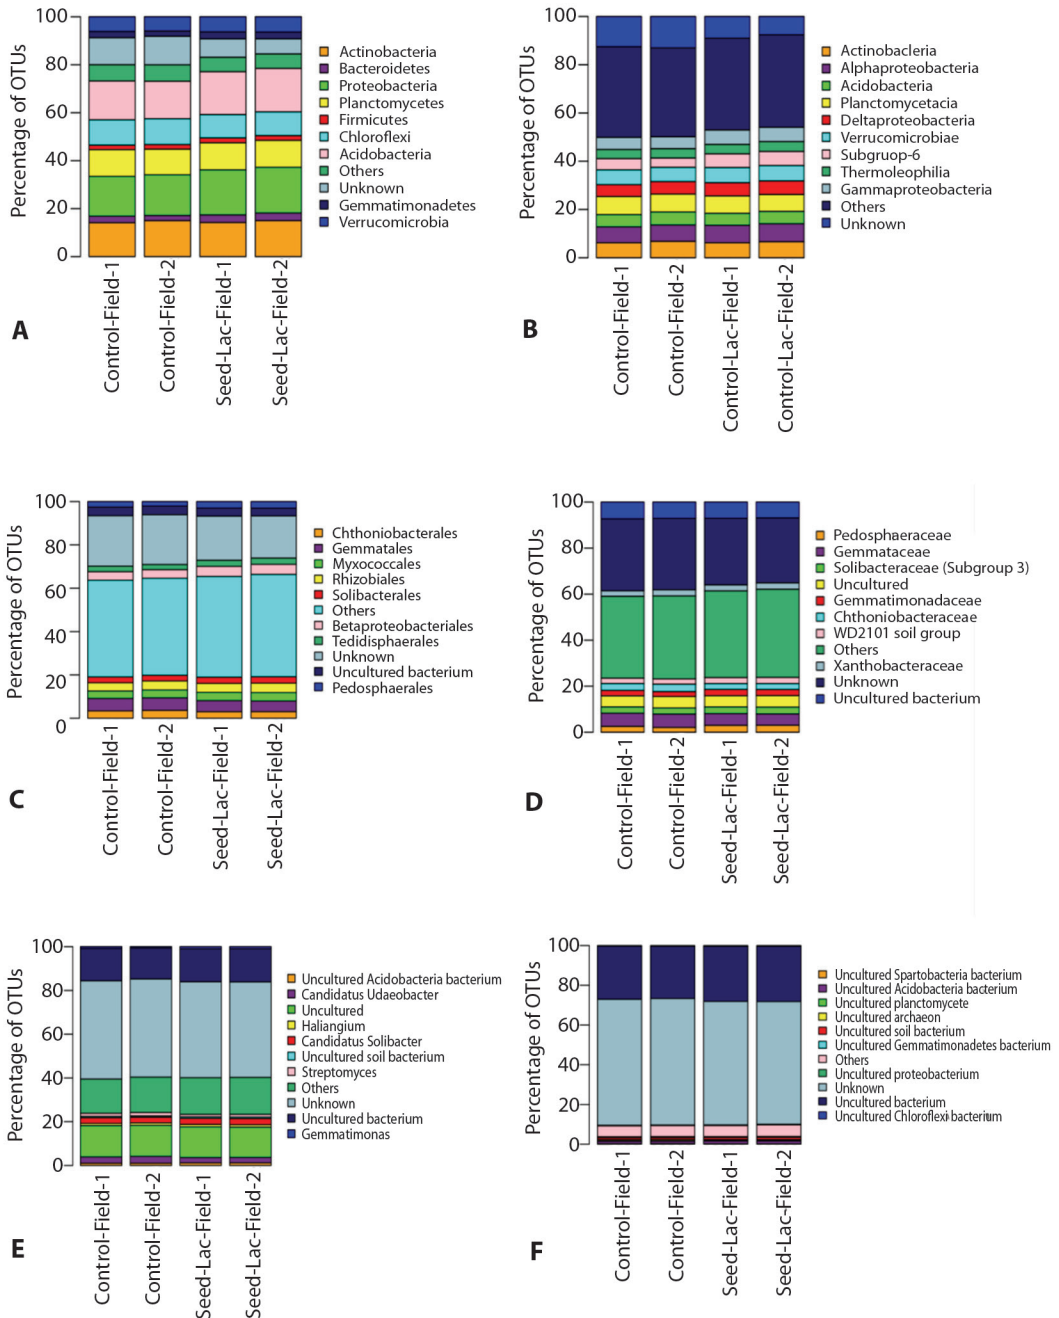 Percentage of OTUs
100
80
60
40
20
0
Control-Field-1
Control-Field-2
Seed-Lac-Field-1
Seed-Lac-Field-2
Actinobacteria
Bacteroidetes
Proteobacteria
Planctomycetes
Firmicutes
Chloroflexi
Acidobacteria
Others
Unknown
Gemmatimonadetes
Verrucomicrobia
A
Percentage of OTUs
100
80
60
40
20
0
Control-Field-1
Control-Field-2
Control-Lac-Field-1
Control-Lac-Field-2
Actinobacleria
Alphaproteobacteria
Acidobacteria
Planctomycetacia
Deltaproteobacteria
Verrucomicrobiae
Subgruop-6
Thermoleophilia
Gammaproteobacteria
Others
Unknown
B
Percentage of OTUs
100
80
60
40
20
0
Control-Field-1
Control-Field-2
Seed-Lac-Field-1
Seed-Lac-Field-2
Chthoniobacterales
Gemmatales
Myxococcales
Rhizobiales
Solibacterales
Others
Betaproteobacteriales
Tedidisphaerales
Unknown
Uncultured bacterium
Pedosphaerales
C
Percentage of OTUs
100
80
60
40
20
0
Control-Field-1
Control-Field-2
Seed-Lac-Field-1
Seed-Lac-Field-2
Pedosphaeraceae
Gemmataceae
Solibacteraceae (Subgroup 3)
Uncultured
Gemmatimonadaceae
Chthoniobacteraceae
WD2101 soil group
Others
Xanthobacteraceae
Unknown
Uncultured bacterium
D
Percentage of OTUs
100
80
60
40
20
0
Control-Field-1
Control-Field-2
Seed-Lac-Field-1
Seed-Lac-Field-2
Uncultured Acidobacteria bacterium
Candidatus Udaeobacter
Uncultured
Haliangium
Candidatus Solibacter
Uncultured soil bacterium
Streptomyces
Others
Unknown
Uncultured bacterium
Gemmatimonas
E
Percentage of OTUs
100
80
60
40
20
0
Control-Field-1
Control-Field-2
Seed-Lac-Field-1
Seed-Lac-Field-2
Uncultured Spartobacteria bacterium
Uncultured Acidobacteria bacterium
Uncultured planctomycete
Uncultured archaeon
Uncultured soil bacterium
Uncultured Gemmatimonadetes bacterium
Others
Uncultured proteobacterium
Unknown
Uncultured bacterium
Uncultured Chloroflexi bacterium
F